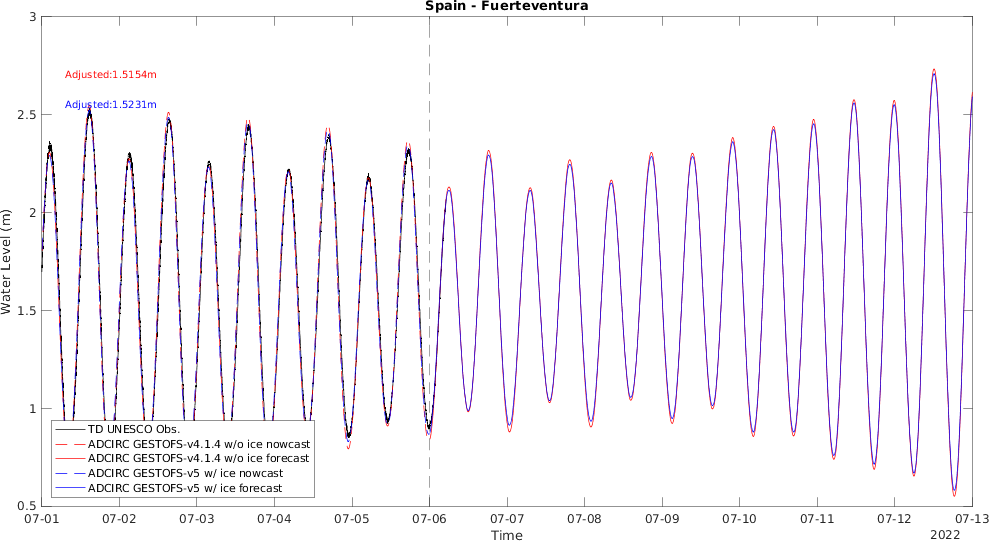 Spain - Fuerteventura
3
2.5
2
1.5
1
0.5
Water Level (m)
Adjusted:1.5154m
Adjusted:1.5231m
TD UNESCO Obs.
ADCIRC GESTOFS-v4.1.4 w/o ice nowcast
ADCIRC GESTOFS-v4.1.4 w/o ice forecast
ADCIRC GESTOFS-v5 w/ ice nowcast
ADCIRC GESTOFS-v5 w/ ice forecast
07-01 07-02 07-03 07-04 07-05 07-06 07-07 07-08 07-09 07-10 07-11 07-12 07-13
Time
2022